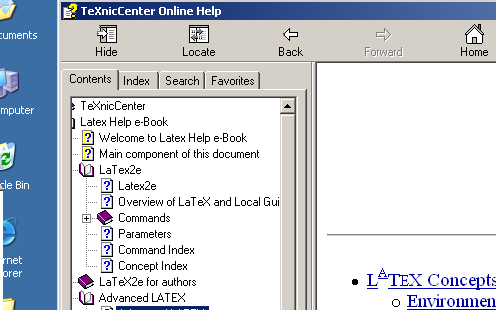 TeXnicCenter Online Help
Hide Locate Back Forward Home
Contents Index Search Favorites
TeXnicCenter
Latex Help e-Book
Welcome to Latex Help e-Book
Main component of this document
LaTex2e
Latex2e
Overview of LaTeX and Local Gui
Commands
Parameters
Command Index
Concept Index
LaTeX2e for authors
Advanced LATEX
cuments
mputer
cle Bin
rnet
orer
LATEX Concepts
Environmen